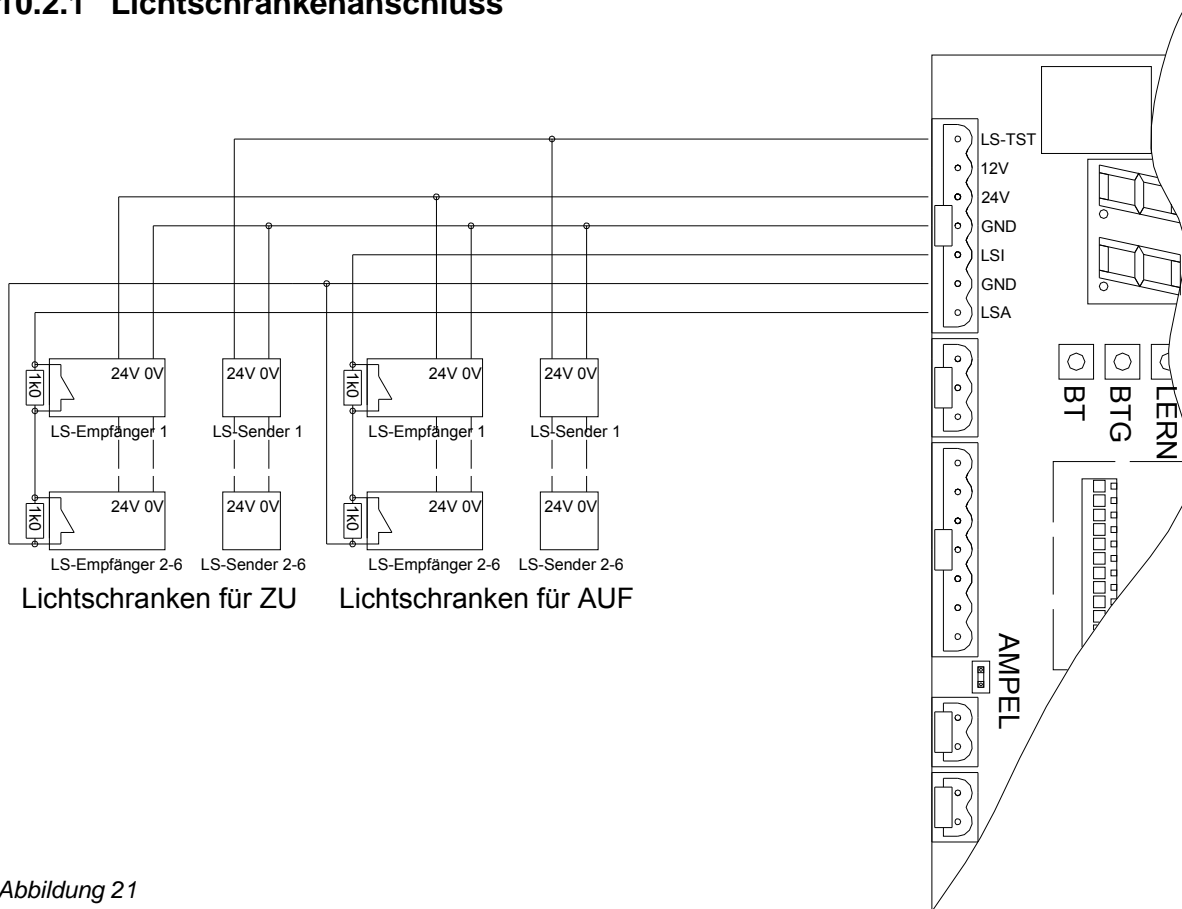 10.2.1 Lichtschrankenanschluss
LS-TST
12V
24V
GND
LSI
GND
LSA
BT
BTG
LERN
1k0
24V 0V
24V 0V
1k0
24V 0V
24V 0V
LS-Empfänger 1
LS-Sender 1
LS-Empfänger 1
LS-Sender 1
1k0
24V 0V
24V 0V
1k0
24V 0V
24V 0V
LS-Empfänger 2-6
LS-Sender 2-6
LS-Empfänger 2-6
LS-Sender 2-6
Lichtschranken für ZU
Lichtschranken für AUF
AMPEL
Abbildung 21